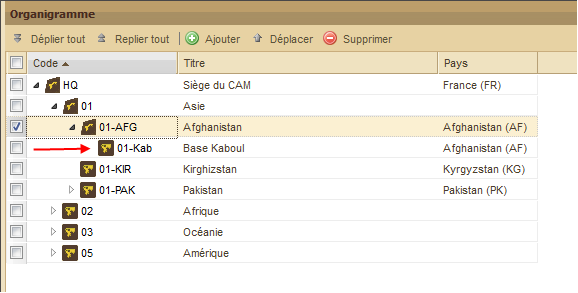 Organigramme
Déplier tout Replier tout Ajouter Déplacer Supprimer
Code Titre Pays
HQ Siège du CAM France (FR)
01 Asie
01-AFG Afghanistan Afghanistan (AF)
01-Kab Base Kaboul Afghanistan (AF)
01-KIR Kirghizstan Kyrgyzstan (KG)
01-PAK Pakistan Pakistan (PK)
02 Afrique
03 Océanie
05 Amérique